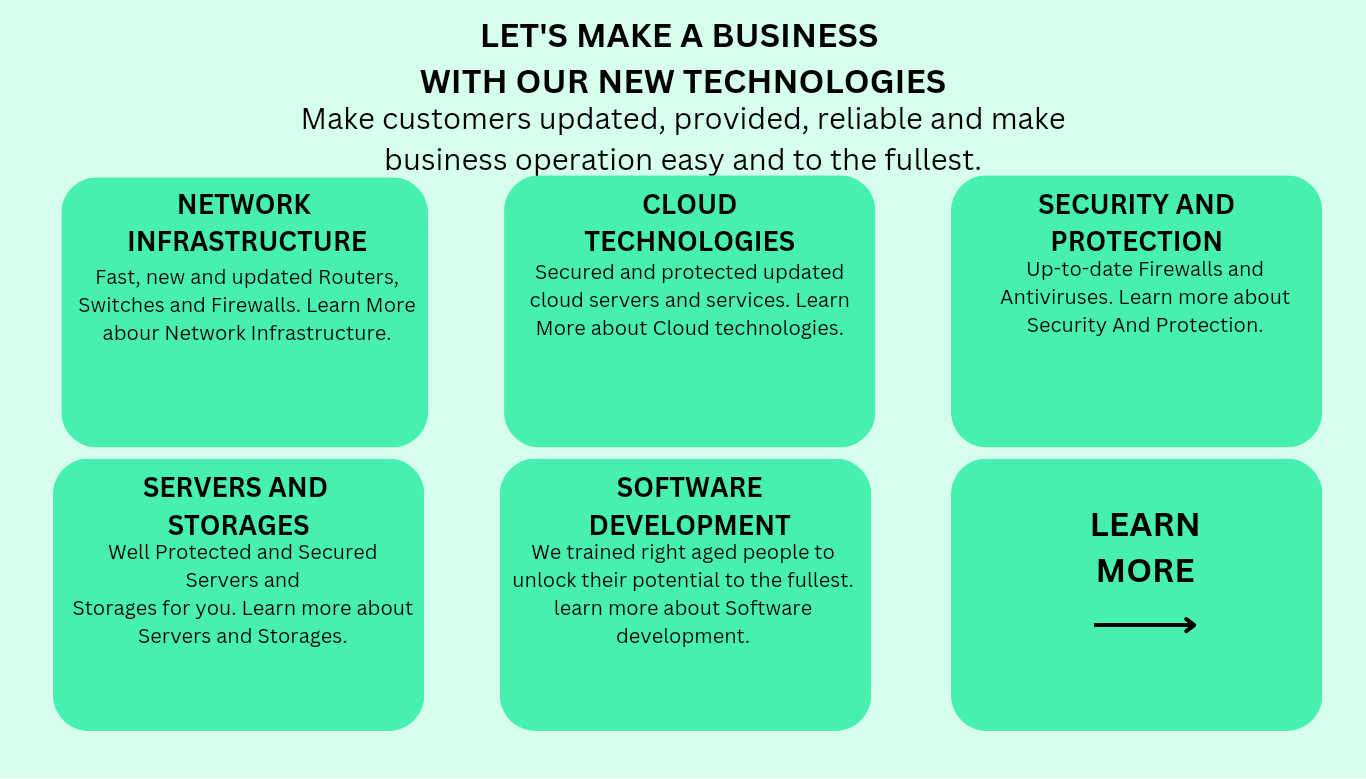 LET'S MAKE A BUSINESS
WITH OUR NEW TECHNOLOGIES
Make customers updated, provided, reliable and make
business operation easy and to the fullest.
NETWORK
INFRASTRUCTURE
Fast, new and updated Routers,
Switches and Firewalls. Learn More
abour Network Infrastructure.
CLOUD
TECHNOLOGIES
Secured and protected updated
cloud servers and services. Learn
More about Cloud technologies.
SECURITY AND
PROTECTION
Up-to-date Firewalls and
Antiviruses. Learn more about
Security And Protection.
SERVERS AND
STORAGES
Well Protected and Secured
Servers and
Storages for you. Learn more about
Servers and Storages.
SOFTWARE
DEVELOPMENT
We trained right aged people to
unlock their potential to the fullest.
learn more about Software
development.
LEARN
MORE